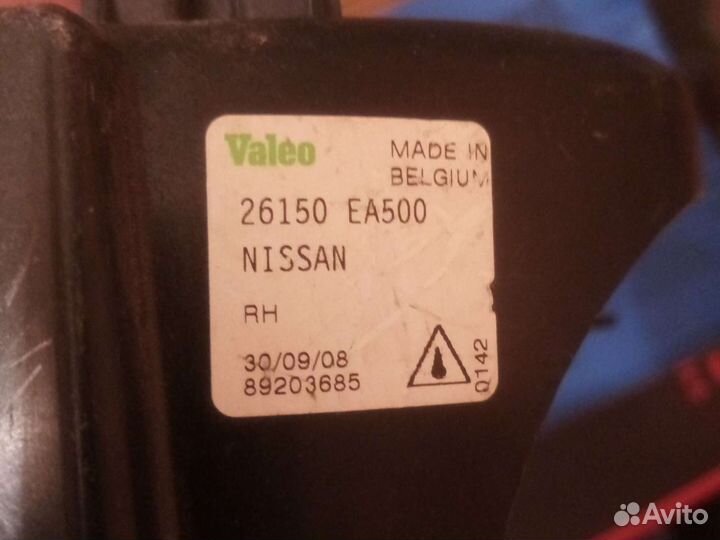 Valeo
MADE IN
BELGIUM
26150 EA500
NISSAN
RH
30/09/08
89203685
Q142
Avito